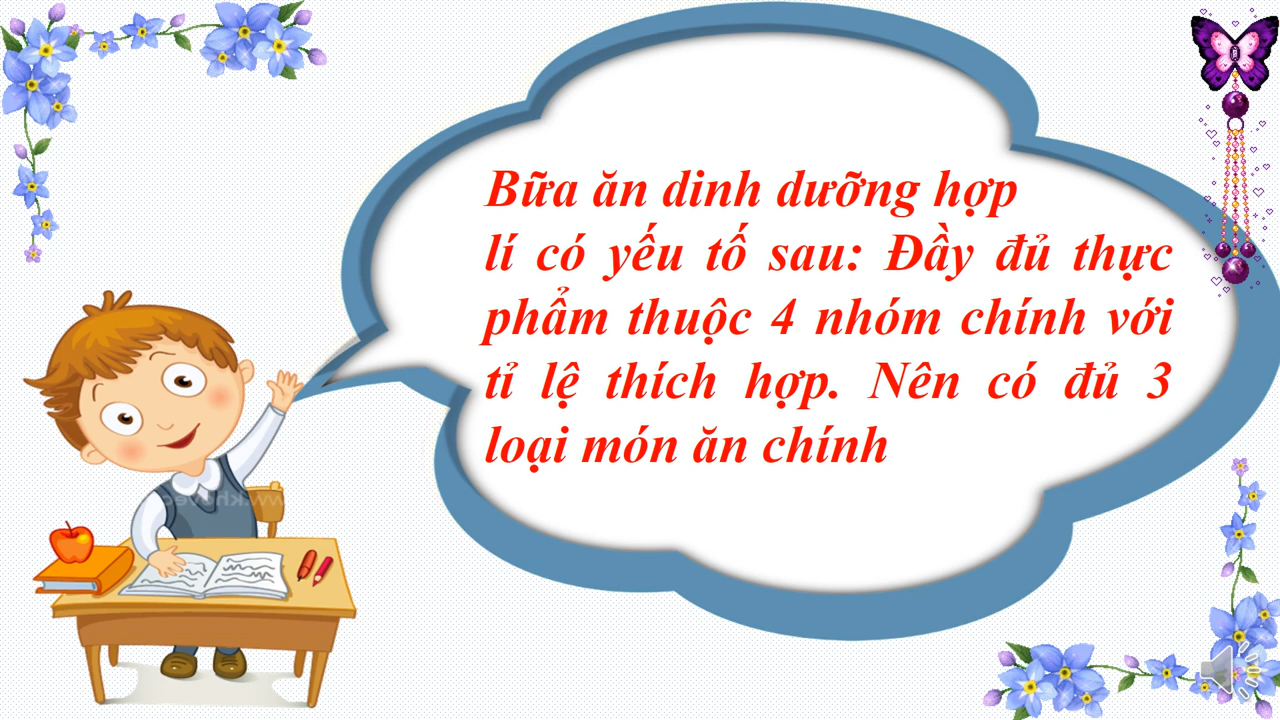 Bữa ăn dinh dưỡng hợp
lí có yếu tố sau: Đầy đủ thực
phẩm thuộc 4 nhóm chính với
tỉ lệ thích hợp. Nên có đủ 3
loại món ăn chính